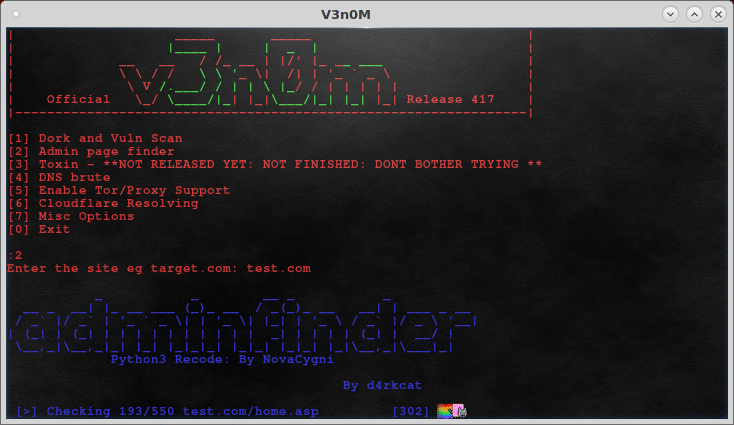 V3n0M
v3n0m
Official Release 417
[1] Dork and Vuln Scan
[2] Admin page finder
[3] Toxin - **NOT RELEASED YET: NOT FINISHED: DONT BOTHER TRYING **
[4] DNS brute
[5] Enable Tor/Proxy Support
[6] Cloudflare Resolving
[7] Misc Options
[0] Exit
:2
Enter the site eg target.com: test.com
adminfinder
Python3 Recode: By NovaCygni
By d4rkcat
[>] Checking 193/550 test.com/home.asp [302]